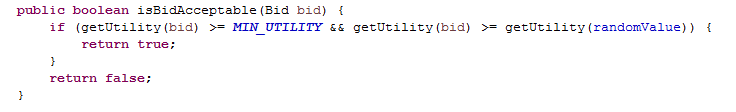 public boolean isBidAcceptable(Bid bid) {
    if (getUtility(bid) >= MIN_UTILITY && getUtility(bid) >= getUtility(randomValue)) {
        return true;
    }
    return false;
}